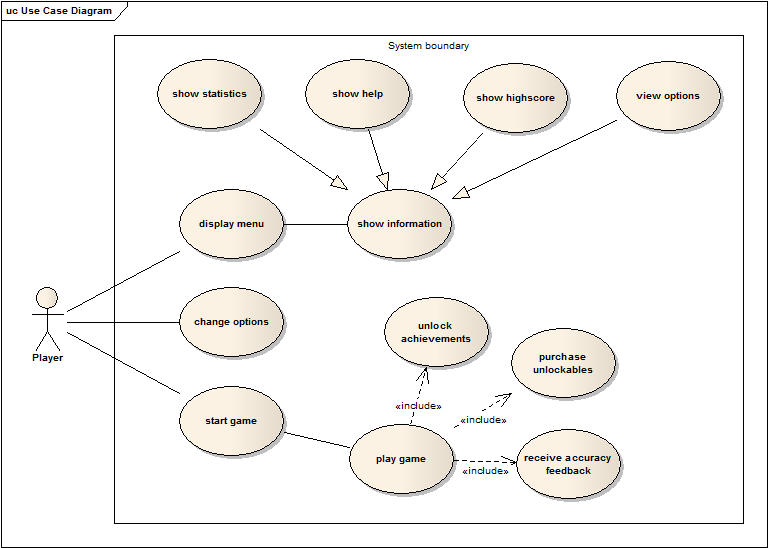 uc Use Case Diagram
System boundary
show statistics
show help
show highscore
view options
display menu
show information
change options
Player
unlock
achievements
purchase
unlockables
«include»
«include»
start game
play game
receive accuracy
feedback
«include»